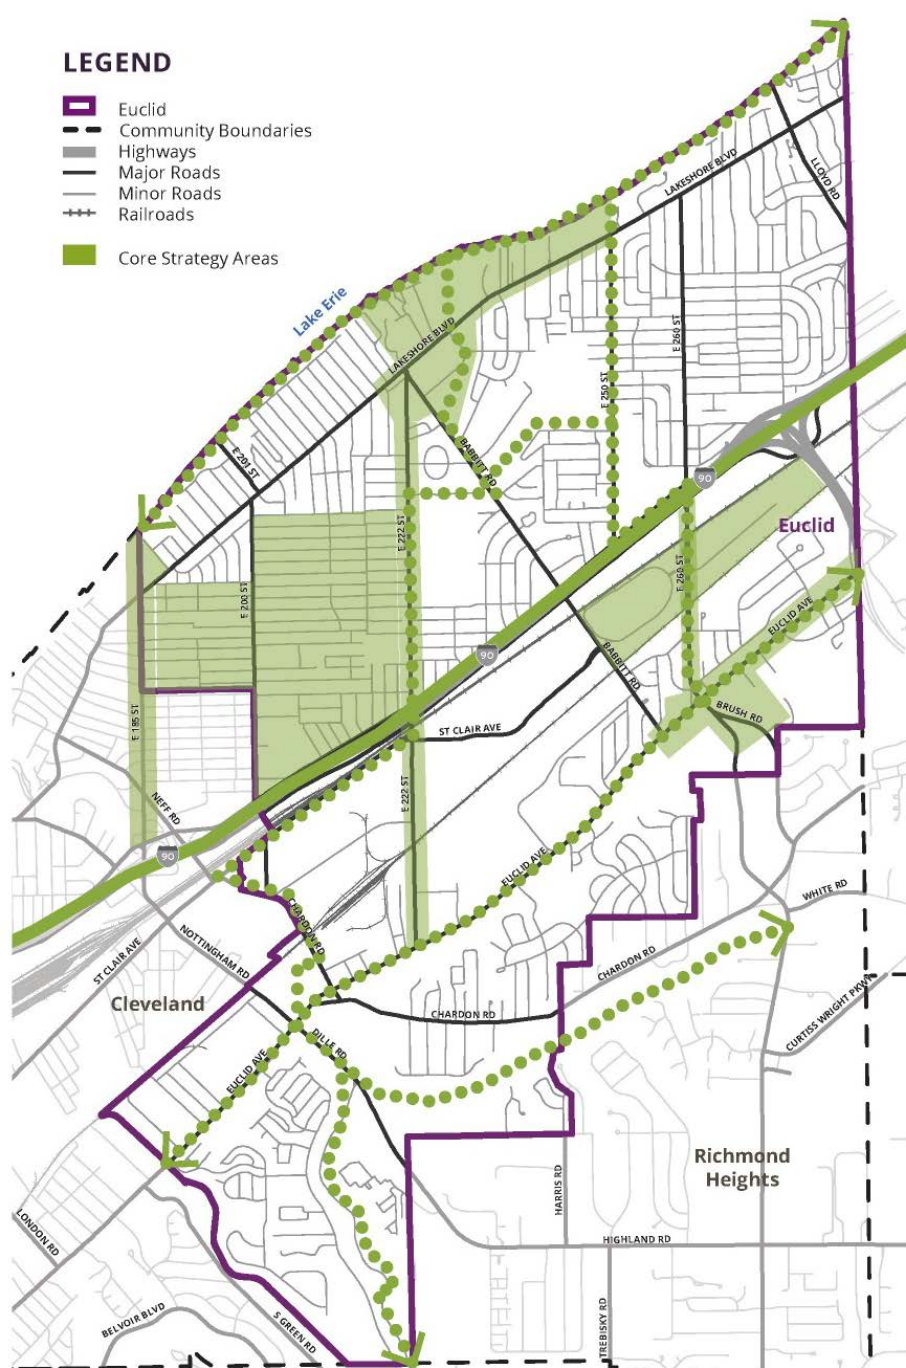 LEGEND
Euclid
Community Boundaries
Highways
Major Roads
Minor Roads
Railroads
Core Strategy Areas
Lake Erie
LAKESHORE BLVD
LLOYD RD
E 260 ST
LAKESHORE BLVD
E 250 ST
E 201 ST
BABBITT RD
90
E 222 ST
Euclid
E 200 ST
E 260 ST
EUCLID AVE
90
BABBITT RD
E 185 ST
BRUSH RD
ST CLAIR AVE
NEFF RD
E 222 ST
90
EUCLID AVE
WHITE RD
CHARDON RD
NOTTINGHAM RD
ST CLAIR AVE
CHARDON RD
Cleveland
CURTISS WRIGHT PKWY
CHARDON RD
DILLE RD
EUCLID AVE
Richmond
Heights
HARRIS RD
LONDON RD
HIGHLAND RD
BELVOIR BLVD
S GREEN RD
TREBISKY RD